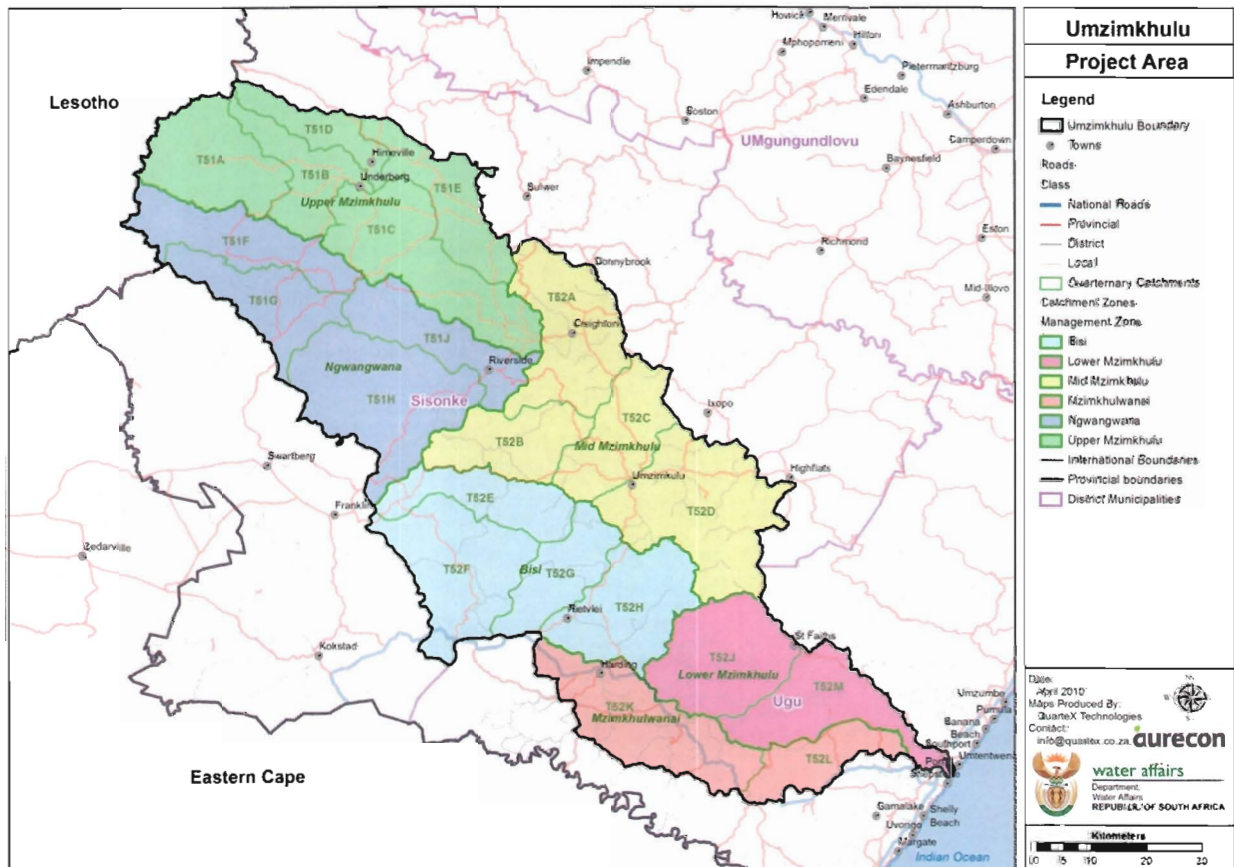 Umzimkhulu
Project Area
Legend
Umzimkhulu Boundary
Towns
Roads
Class
National Roads
Provincial
District
Local
Quarternary Catchments
Catchment Zones
Management Zone
Bisi
Lower Mzimkhulu
Mid Mzimkhulu
Mzimkhulwanai
Ngwangwana
Upper Mzimkhulu
International Boundaries
Provincial boundaries
District Municipalities
Date:
April 2010
Maps Produced By:
QuarteX Technologies
Contact:
info@quartex.co.za
aurecon
water affairs
Department:
Water Affairs
REPUBLIC OF SOUTH AFRICA
Kilometers
0 5 10 20 30
Howick
Merrivale
Hilton
Mphopomeni
Impendle
Pietermaritzburg
Edendale
Ashburton
Boston
Camperdown
Lesotho
UMgungundlovu
Baynesfield
T51D
T51A
Himeville
T51B
Underberg
T51E
Upper Mzimkhulu
Bulwer
T51C
T51F
Eston
Richmond
Donnybrook
T51G
T52A
Mid-Illovo
Creighton
T51J
Ngwangwana
Riverside
T51H
Sisonke
T52C
Ixopo
T52B
Mid Mzimkhulu
Swartberg
Umzimkulu
Highflats
T52E
Franklin
T52D
Cedarville
T52F
Bisi
T52G
Rietvlei
T52H
St Faiths
Kokstad
T52J
Harding
Lower Mzimkhulu
T52M
Ugu
T52K
Mzimkhulwanai
Umzumbe
Pumula
Banana
Beach
Southport
Umtentweni
Port
Shepstone
T52L
Eastern Cape
Gamalake
Shelly
Beach
Uvongo
Margate
Indian Ocean